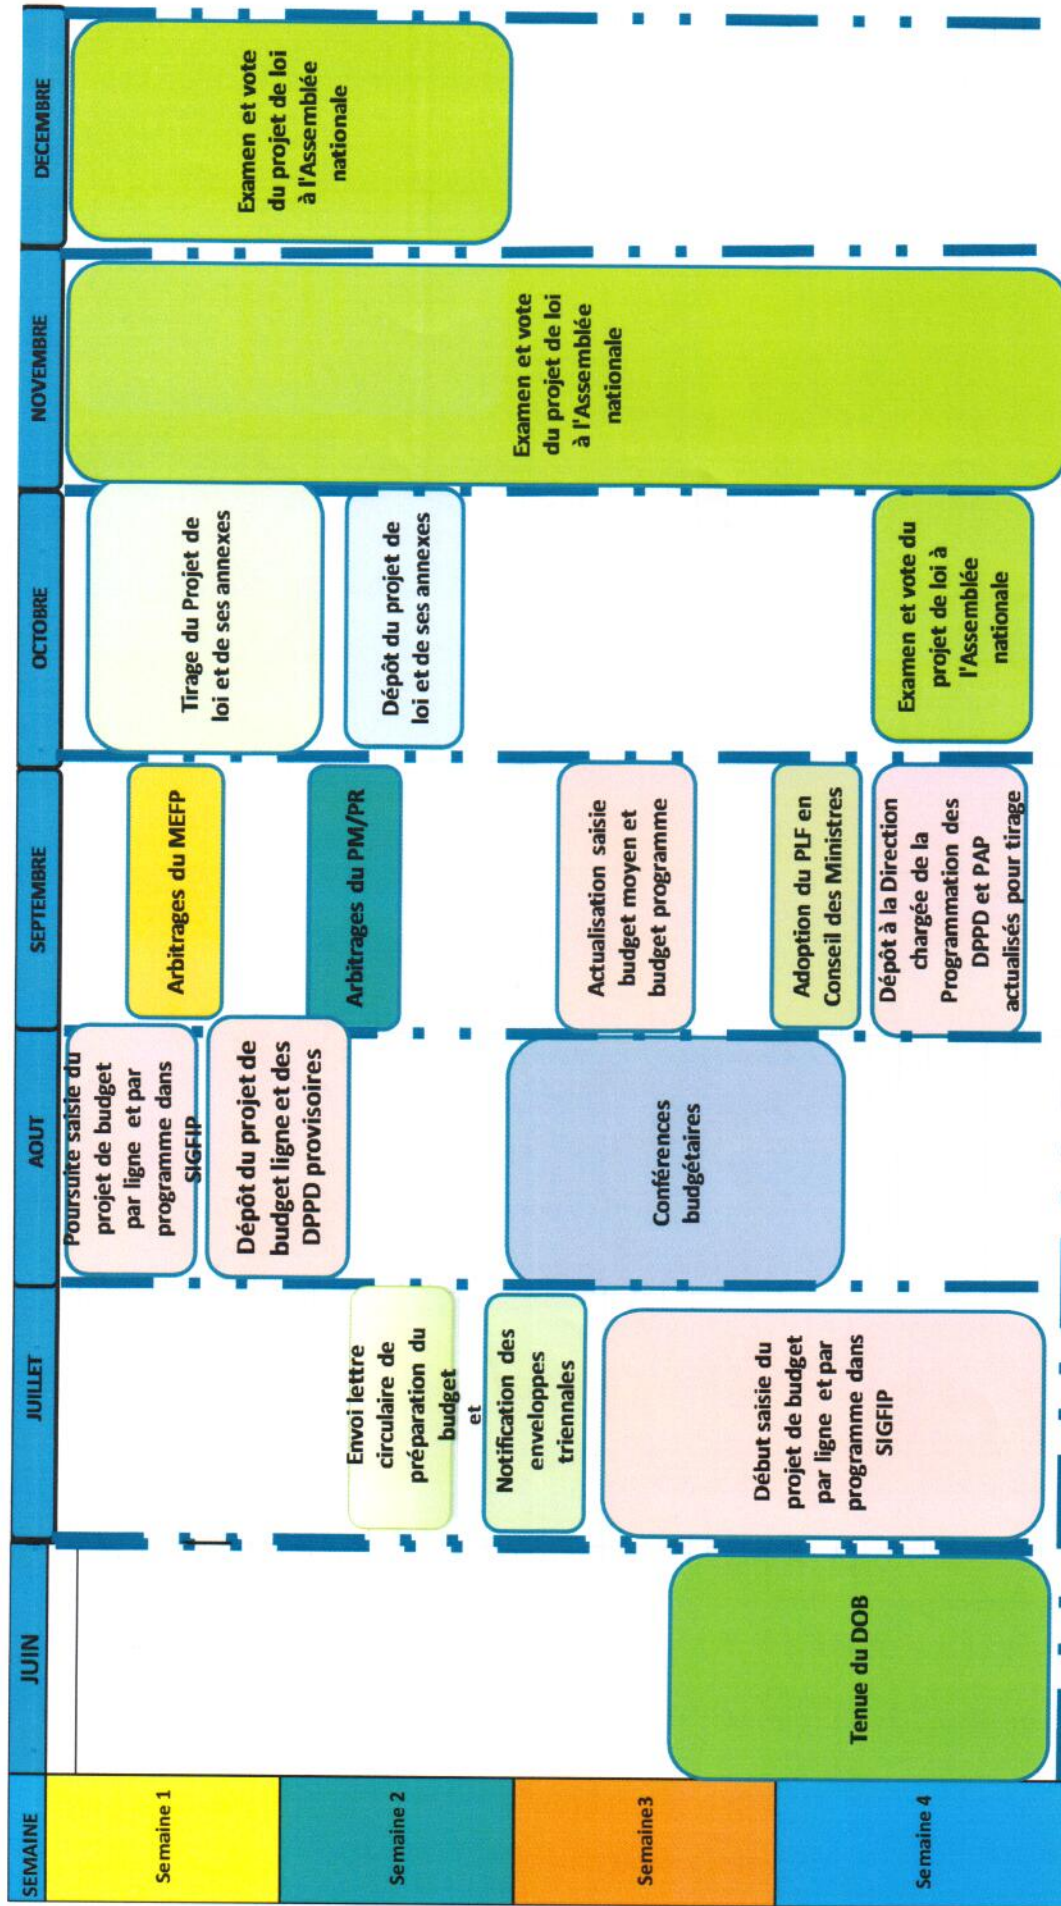 SEMAINE
JUIN
JUILLET
AOUT
SEPTEMBRE
OCTOBRE
NOVEMBRE
DECEMBRE
Semaine 1
Semaine 2
Semaine3
Semaine 4
Tenue du DOB
Envoi lettre
circulaire de
préparation du
budget
et
Notification des
enveloppes
triennales
Début saisie du
projet de budget
par ligne et par
programme dans
SIGFIP
Poursuite saisie du
projet de budget
par ligne et par
programme dans
SIGFIP
Dépôt du projet de
budget ligne et des
DPPD provisoires
Conférences
budgétaires
Arbitrages du MEFP
Arbitrages du PM/PR
Actualisation saisie
budget moyen et
budget programme
Adoption du PLF en
Conseil des Ministres
Dépôt à la Direction
chargée de la
Programmation des
DPPD et PAP
actualisés pour tirage
Tirage du Projet de
loi et de ses annexes
Dépôt du projet de
loi et de ses annexes
Examen et vote du
projet de loi à
l'Assemblée
nationale
Examen et vote
du projet de loi
à l'Assemblée
nationale
Examen et vote
du projet de loi
à l'Assemblée
nationale